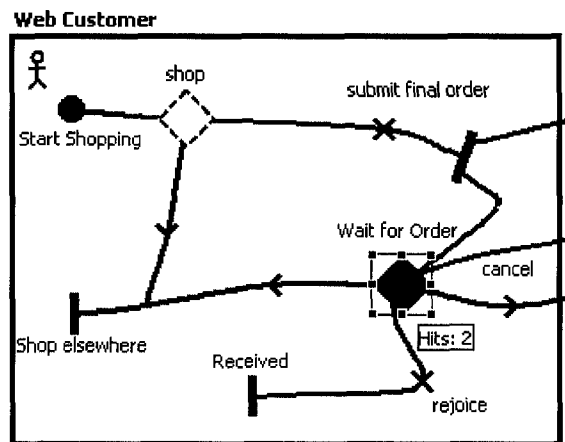 Web Customer
shop
submit final order
Start Shopping
Wait for Order
cancel
Hits: 2
Shop elsewhere
Received
rejoice